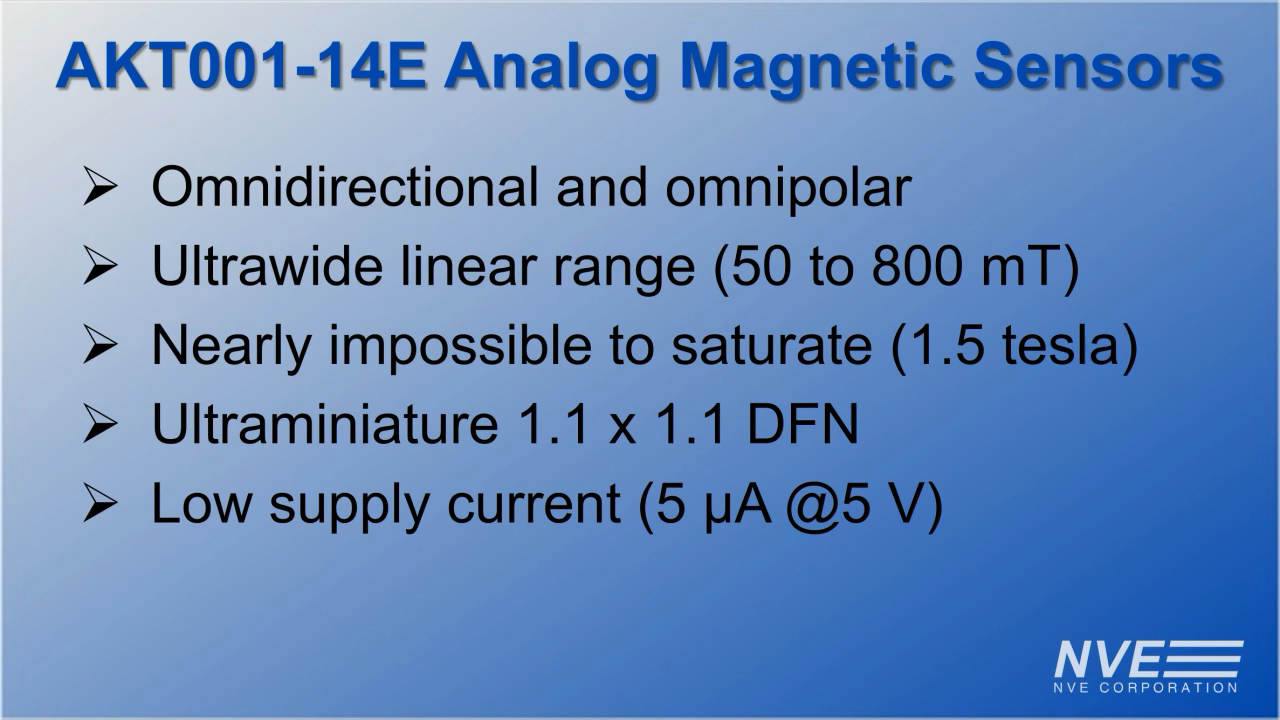 AKT001-14E Analog Magnetic Sensors
➢ Omnidirectional and omnipolar
➢ Ultrawide linear range (50 to 800 mT)
➢ Nearly impossible to saturate (1.5 tesla)
➢ Ultraminiature 1.1 x 1.1 DFN
➢ Low supply current (5 µA @5 V)
NVE
NVE CORPORATION